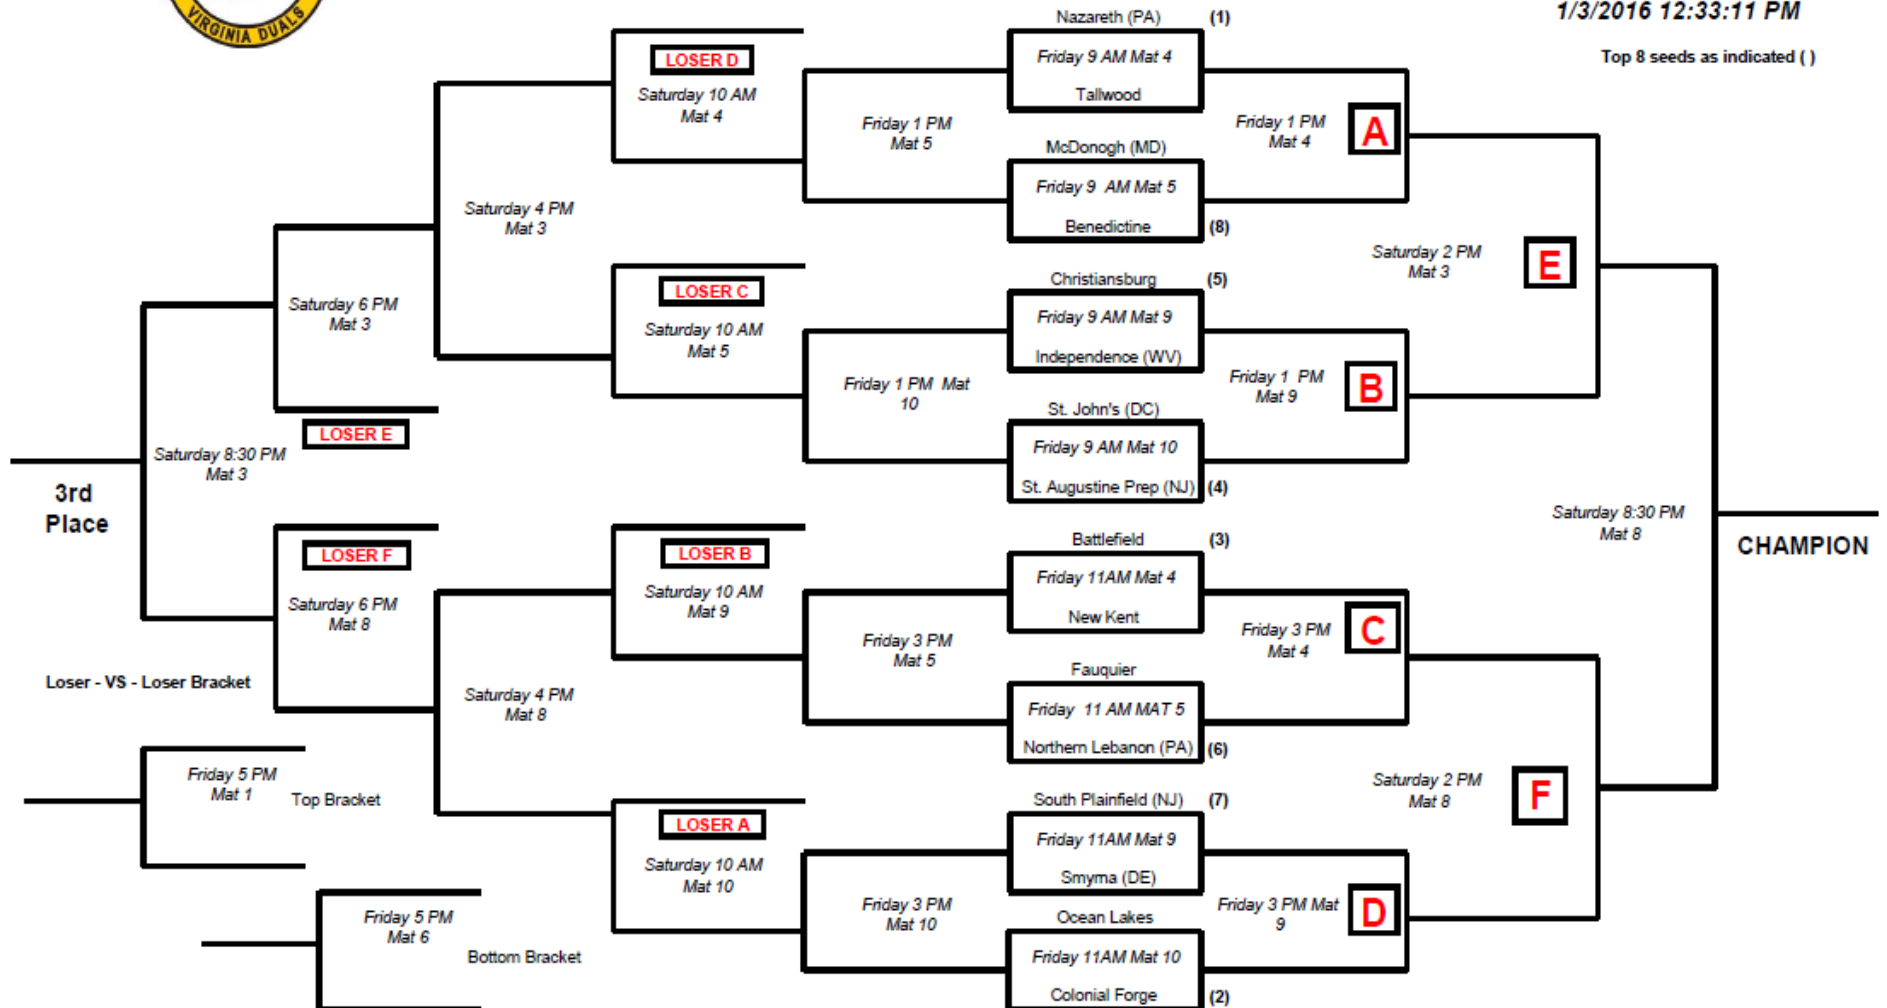 VIRGINIA DUALS
1/3/2016 12:33:11 PM
Top 8 seeds as indicated ( )
Nazareth (PA) (1)
Friday 9 AM Mat 4
Tallwood
McDonogh (MD)
Friday 9 AM Mat 5
Benedictine (8)
Christiansburg (5)
Friday 9 AM Mat 9
Independence (WV)
St. John's (DC)
Friday 9 AM Mat 10
St. Augustine Prep (NJ) (4)
Battlefield (3)
Friday 11AM Mat 4
New Kent
Fauquier
Friday 11 AM MAT 5
Northern Lebanon (PA) (6)
South Plainfield (NJ) (7)
Friday 11AM Mat 9
Smyrna (DE)
Ocean Lakes
Friday 11AM Mat 10
Colonial Forge (2)
Friday 1 PM
Mat 4
A
Friday 1 PM
Mat 9
B
Friday 3 PM
Mat 4
C
Friday 3 PM Mat
9
D
Saturday 2 PM
Mat 3
E
Saturday 2 PM
Mat 8
F
Saturday 8:30 PM
Mat 8
CHAMPION
Friday 1 PM
Mat 5
Friday 1 PM Mat
10
Friday 3 PM
Mat 5
Friday 3 PM
Mat 10
LOSER D
Saturday 10 AM
Mat 4
LOSER C
Saturday 10 AM
Mat 5
LOSER B
Saturday 10 AM
Mat 9
LOSER A
Saturday 10 AM
Mat 10
Saturday 4 PM
Mat 3
Saturday 4 PM
Mat 8
Saturday 6 PM
Mat 3
LOSER E
LOSER F
Saturday 6 PM
Mat 8
Saturday 8:30 PM
Mat 3
3rd
Place
Loser - VS - Loser Bracket
Friday 5 PM
Mat 1
Top Bracket
Friday 5 PM
Mat 6
Bottom Bracket